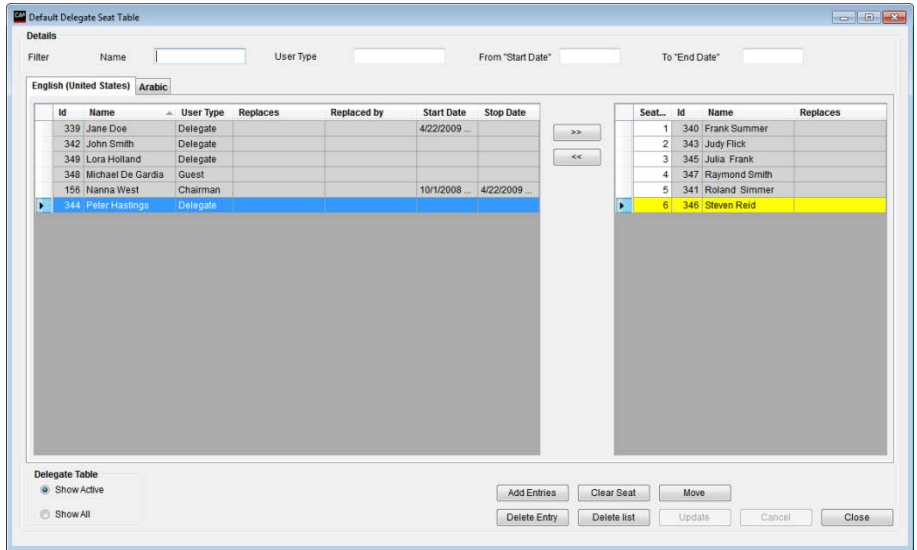 CAP Default Delegate Seat Table
Details
Filter Name User Type From "Start Date" To "End Date"
English (United States) Arabic
Id Name User Type Replaces Replaced by Start Date Stop Date
339 Jane Doe Delegate 4/22/2009 ...
342 John Smith Delegate
349 Lora Holland Delegate
348 Michael De Gardia Guest
156 Nanna West Chairman 10/1/2008 ... 4/22/2009 ...
344 Peter Hastings Delegate
>>
<<
Seat... Id Name Replaces
1 340 Frank Summer
2 343 Judy Flick
3 345 Julia Frank
4 347 Raymond Smith
5 341 Roland Simmer
6 346 Steven Reid
Delegate Table
Show Active
Show All
Add Entries Clear Seat Move
Delete Entry Delete list Update Cancel Close